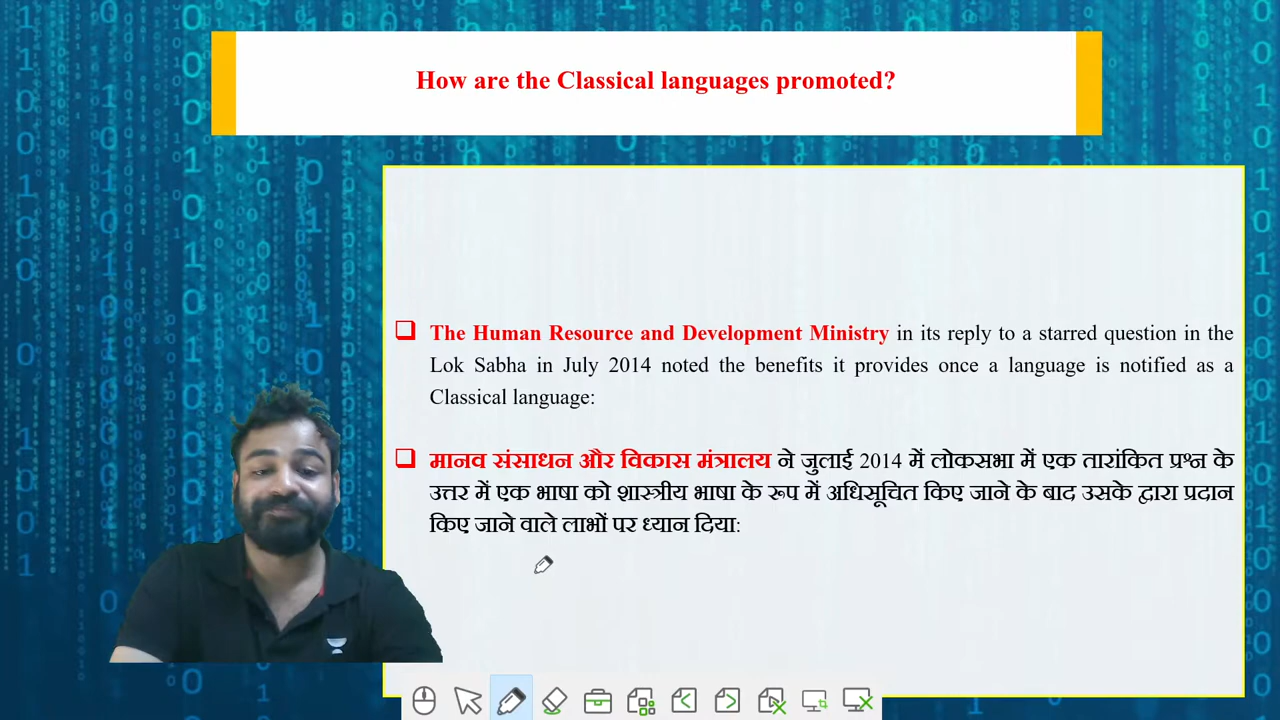 How are the Classical languages promoted?
The Human Resource and Development Ministry in its reply to a starred question in the
Lok Sabha in July 2014 noted the benefits it provides once a language is notified as a
Classical language:
मानव संसाधन और विकास मंत्रालय ने जुलाई 2014 में लोकसभा में एक तारांकित प्रश्न के
उत्तर में एक भाषा को शास्त्रीय भाषा के रूप में अधिसूचित किए जाने के बाद उसके द्वारा प्रदान
किए जाने वाले लाभों पर ध्यान दिया: